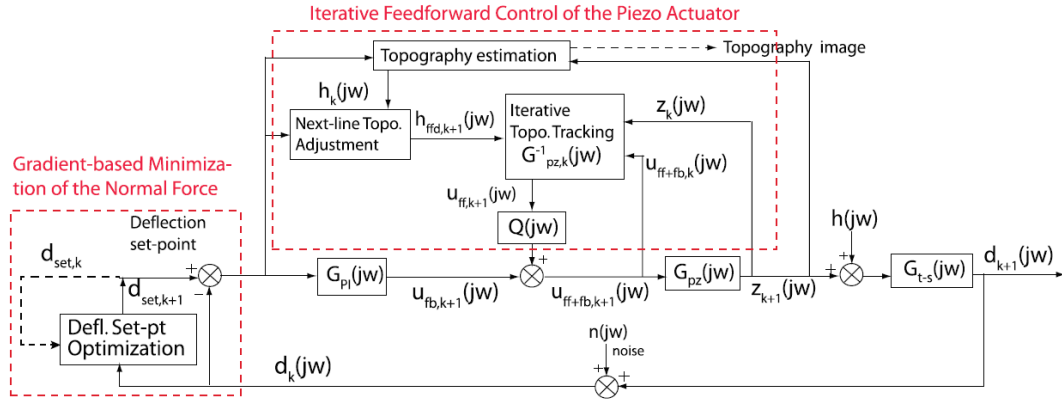 Iterative Feedforward Control of the Piezo Actuator
Topography estimation
Topography image
h_k(jw)
Next-line Topo.
Adjustment
h_ffd,k+1(jw)
Iterative
Topo. Tracking
G^-1_pz,k(jw)
z_k(jw)
u_ff+fb,k(jw)
Gradient-based Minimiza-
tion of the Normal Force
u_ff,k+1(jw)
Q(jw)
h(jw)
Deflection
set-point
d_set,k
d_set,k+1
+
−
G_PI(jw)
u_fb,k+1(jw)
+
+
u_ff+fb,k+1(jw)
G_pz(jw)
z_k+1(jw)
+
+
G_t-s(jw)
d_k+1(jw)
Defl. Set-pt
Optimization
d_k(jw)
n(jw)
noise
+
+